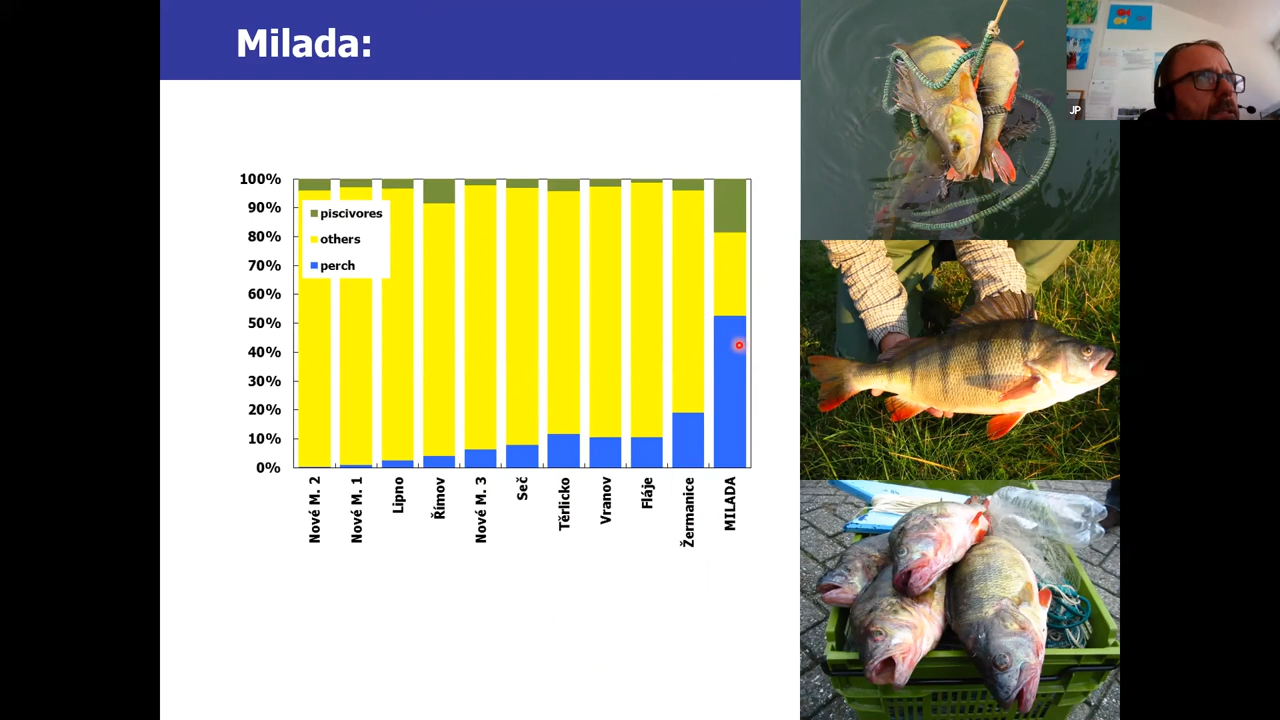 Milada:
JP
100%
90%
80%
70%
60%
50%
40%
30%
20%
10%
0%
piscivores
others
perch
Nové M. 2
Nové M. 1
Lipno
Římov
Nové M. 3
Seč
Těrlicko
Vranov
Fláje
Žermanice
MILADA